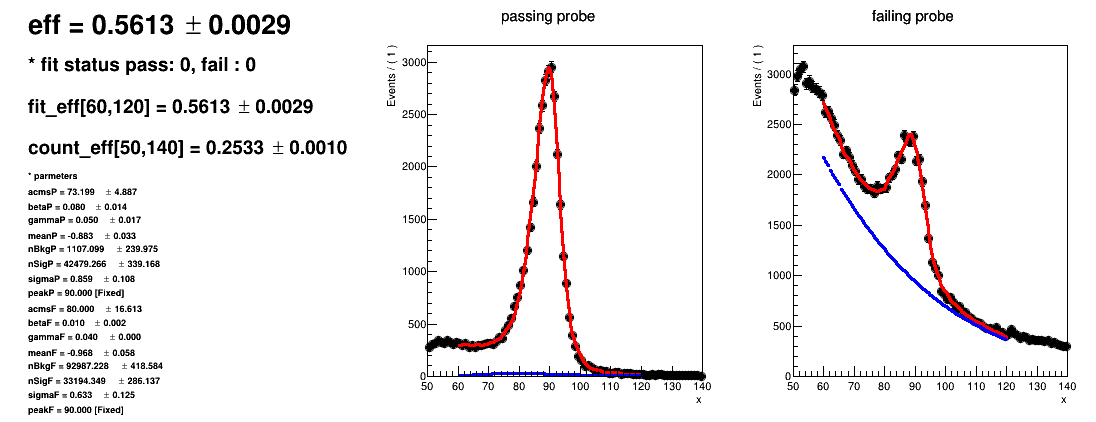 eff = 0.5613 ± 0.0029
* fit status pass: 0, fail : 0
fit_eff[60,120] = 0.5613 ± 0.0029
count_eff[50,140] = 0.2533 ± 0.0010
* parmeters
acmsP = 73.199 ± 4.887
betaP = 0.080 ± 0.014
gammaP = 0.050 ± 0.017
meanP = -0.883 ± 0.033
nBkgP = 1107.099 ± 239.975
nSigP = 42479.266 ± 339.168
sigmaP = 0.859 ± 0.108
peakP = 90.000 [Fixed]
acmsF = 80.000 ± 16.613
betaF = 0.010 ± 0.002
gammaF = 0.040 ± 0.000
meanF = -0.968 ± 0.058
nBkgF = 92987.228 ± 418.584
nSigF = 33194.349 ± 286.137
sigmaF = 0.633 ± 0.125
peakF = 90.000 [Fixed]
passing probe
Events / ( 1 )
3000
2500
2000
1500
1000
500
0
50 60 70 80 90 100 110 120 130 140
x
failing probe
Events / ( 1 )
3000
2500
2000
1500
1000
500
0
50 60 70 80 90 100 110 120 130 140
x